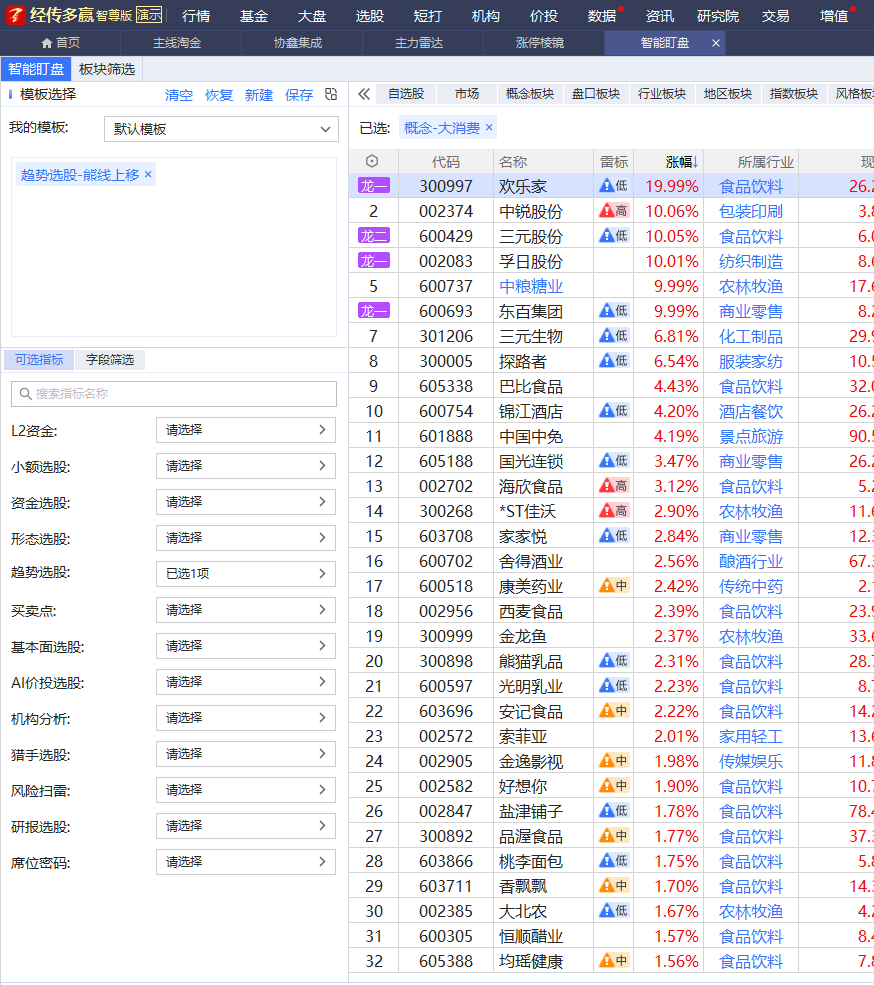 经传多赢 智尊版 演示 行情 基金 大盘 选股 短打 机构 价投 数据 资讯 研究院 交易 增值
首页 主线淘金 协鑫集成 主力雷达 涨停棱镜 智能盯盘 ×
智能盯盘 板块筛选
模板选择 清空 恢复 新建 保存
自选股 市场 概念板块 盘口板块 行业板块 地区板块 指数板块 风格板
我的模板: 默认模板
已选: 概念-大消费 ×
趋势选股-熊线上移 ×
可选指标 字段筛选
搜索指标名称
L2资金: 请选择
小额选股: 请选择
资金选股: 请选择
形态选股: 请选择
趋势选股: 已选1项
买卖点: 请选择
基本面选股: 请选择
AI价投选股: 请选择
机构分析: 请选择
猎手选股: 请选择
风险扫雷: 请选择
研报选股: 请选择
席位密码: 请选择
代码 名称 雷标 涨幅↓ 所属行业 现
龙一 300997 欢乐家 低 19.99% 食品饮料 26.2
2 002374 中锐股份 高 10.06% 包装印刷 3.8
龙二 600429 三元股份 低 10.05% 食品饮料 6.0
龙一 002083 孚日股份 10.01% 纺织制造 8.6
5 600737 中粮糖业 9.99% 农林牧渔 17.6
龙一 600693 东百集团 低 9.99% 商业零售 8.2
7 301206 三元生物 低 6.81% 化工制品 29.9
8 300005 探路者 低 6.54% 服装家纺 10.5
9 605338 巴比食品 4.43% 食品饮料 32.0
10 600754 锦江酒店 低 4.20% 酒店餐饮 26.2
11 601888 中国中免 4.19% 景点旅游 90.5
12 605188 国光连锁 低 3.47% 商业零售 26.2
13 002702 海欣食品 高 3.12% 食品饮料 5.2
14 300268 *ST佳沃 高 2.90% 农林牧渔 11.6
15 603708 家家悦 低 2.84% 商业零售 12.3
16 600702 舍得酒业 2.56% 酿酒行业 67.3
17 600518 康美药业 中 2.42% 传统中药 2.1
18 002956 西麦食品 2.39% 食品饮料 23.9
19 300999 金龙鱼 2.37% 农林牧渔 33.6
20 300898 熊猫乳品 低 2.31% 食品饮料 28.7
21 600597 光明乳业 低 2.23% 食品饮料 8.7
22 603696 安记食品 中 2.22% 食品饮料 14.2
23 002572 索菲亚 2.01% 家用轻工 13.6
24 002905 金逸影视 中 1.98% 传媒娱乐 11.8
25 002582 好想你 中 1.90% 食品饮料 10.7
26 002847 盐津铺子 低 1.78% 食品饮料 78.4
27 300892 品渥食品 中 1.77% 食品饮料 37.3
28 603866 桃李面包 低 1.75% 食品饮料 5.8
29 603711 香飘飘 中 1.70% 食品饮料 14.3
30 002385 大北农 低 1.67% 农林牧渔 4.2
31 600305 恒顺醋业 1.57% 食品饮料 8.4
32 605388 均瑶健康 中 1.56% 食品饮料 7.8